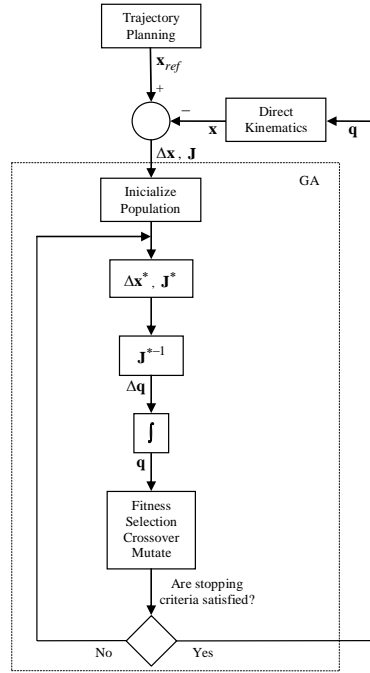 Trajectory
Planning
x_ref
+
−
Direct
Kinematics
x
q
Δx , J
GA
Inicialize
Population
Δx* , J*
J*−1
Δq
∫
q
Fitness
Selection
Crossover
Mutate
Are stopping
criteria satisfied?
No
Yes